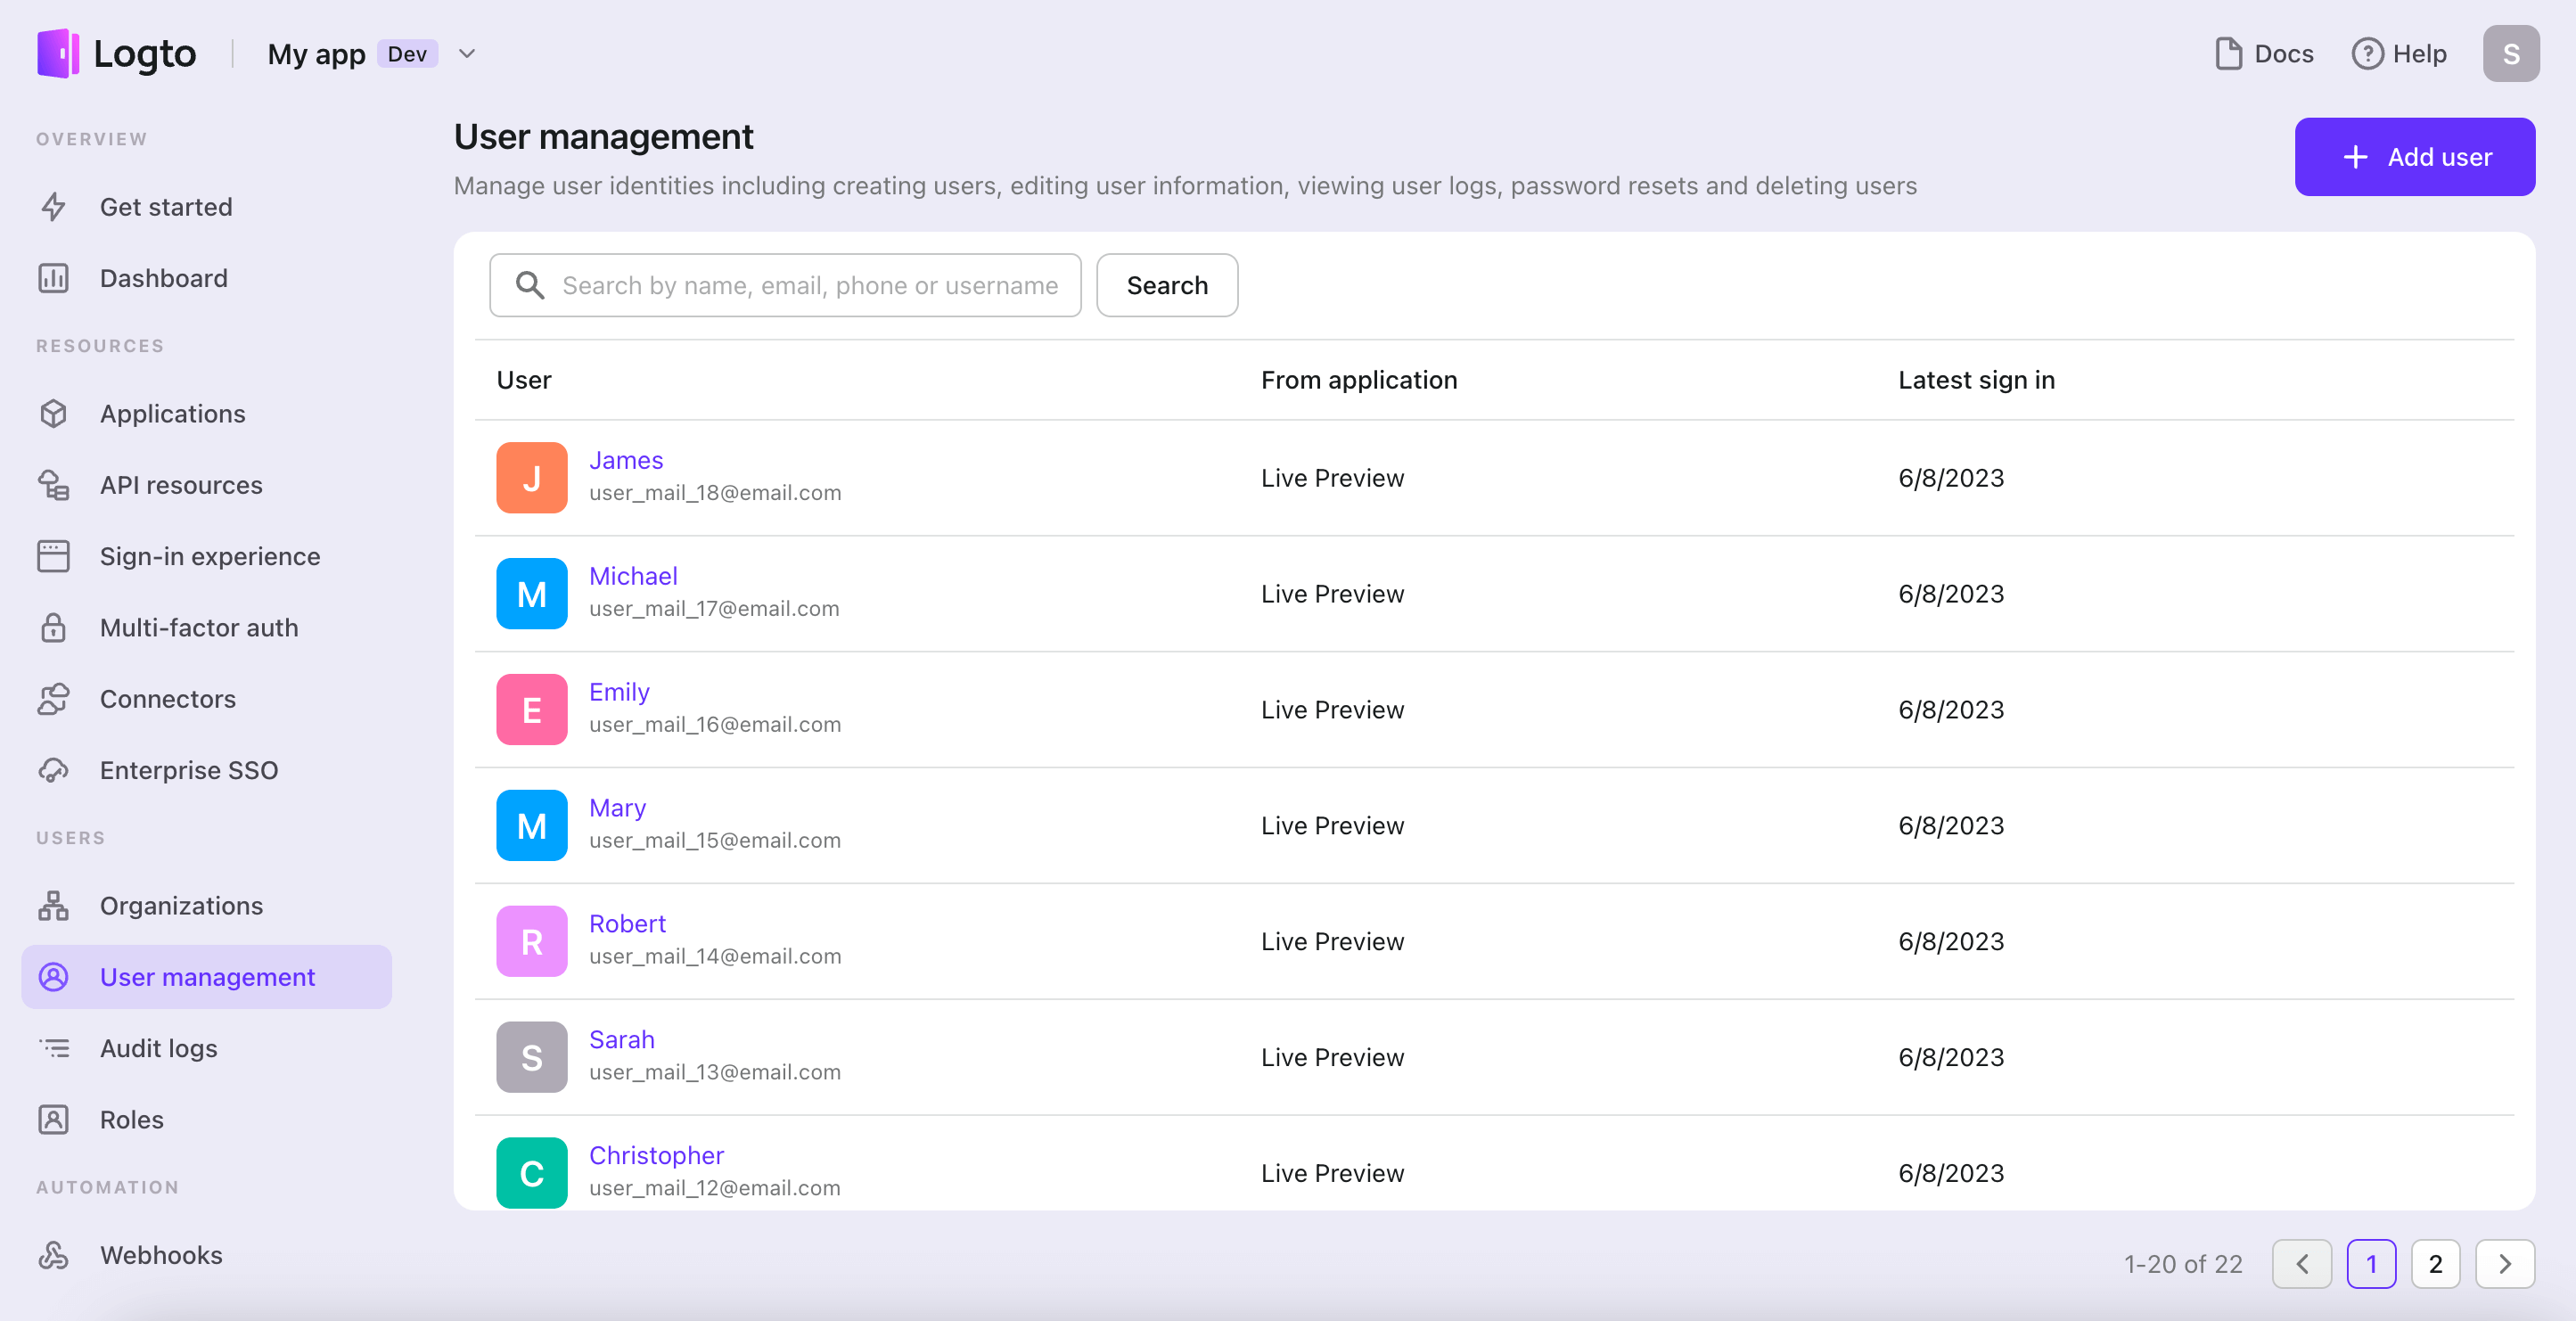 Logto
My app Dev
Docs
Help
S
OVERVIEW
Get started
Dashboard
RESOURCES
Applications
API resources
Sign-in experience
Multi-factor auth
Connectors
Enterprise SSO
USERS
Organizations
User management
Audit logs
Roles
AUTOMATION
Webhooks
User management
Manage user identities including creating users, editing user information, viewing user logs, password resets and deleting users
+ Add user
Search by name, email, phone or username
Search
User From application Latest sign in
J James Live Preview 6/8/2023
user_mail_18@email.com
M Michael Live Preview 6/8/2023
user_mail_17@email.com
E Emily Live Preview 6/8/2023
user_mail_16@email.com
M Mary Live Preview 6/8/2023
user_mail_15@email.com
R Robert Live Preview 6/8/2023
user_mail_14@email.com
S Sarah Live Preview 6/8/2023
user_mail_13@email.com
C Christopher Live Preview 6/8/2023
user_mail_12@email.com
1-20 of 22 1 2